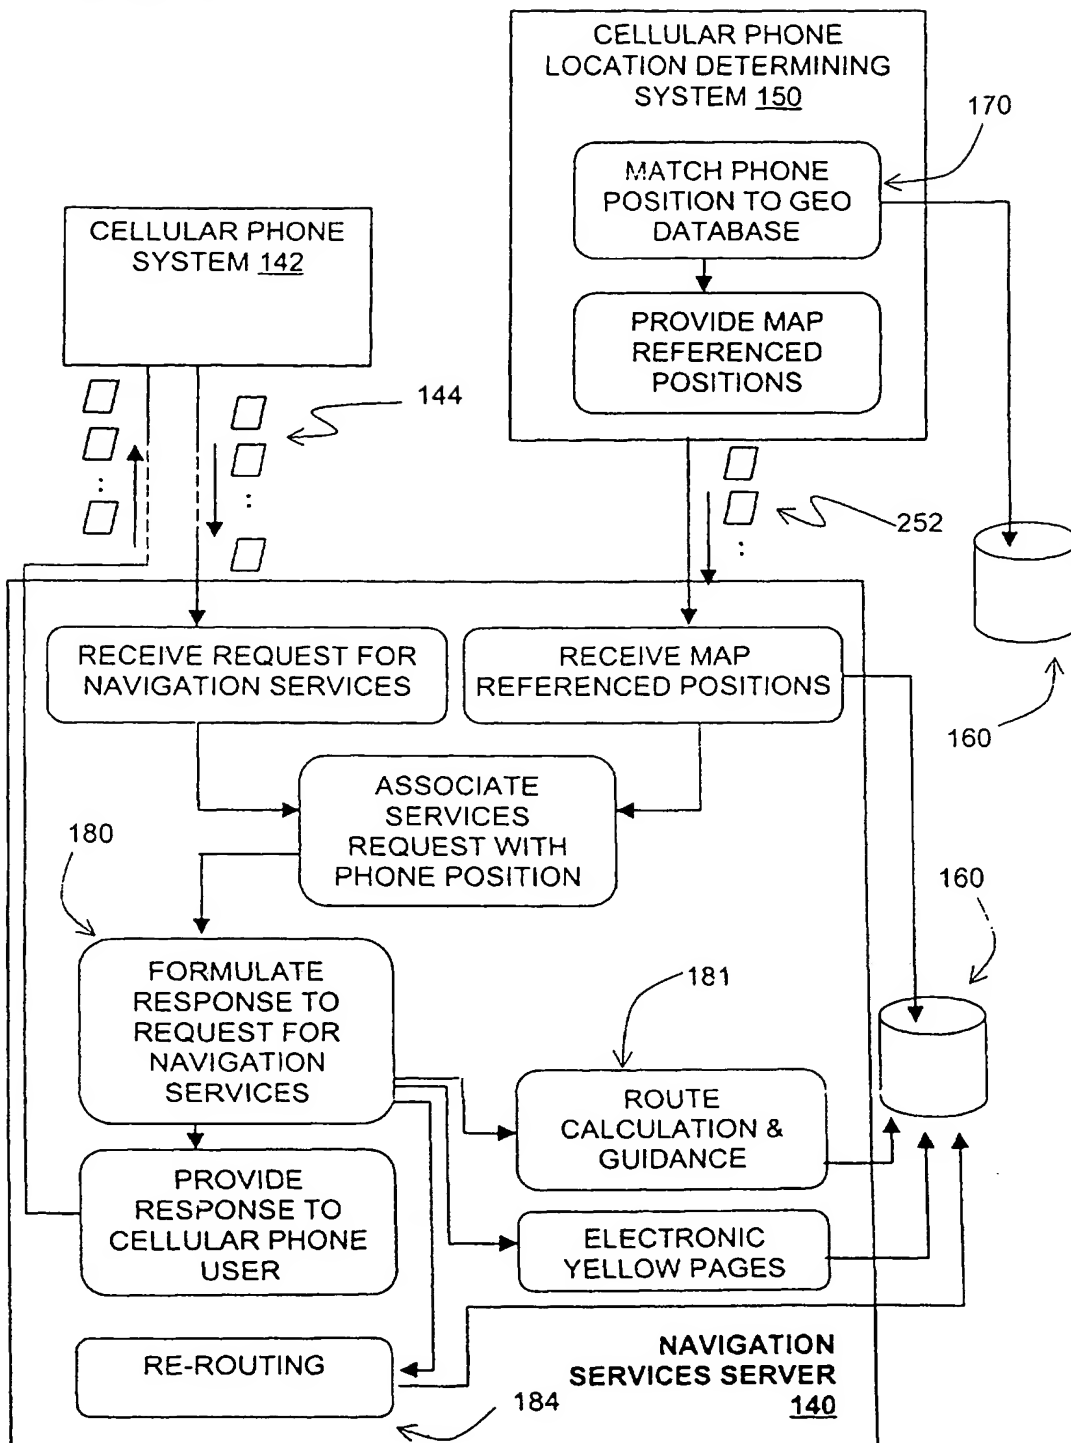 CELLULAR PHONE
LOCATION DETERMINING
SYSTEM 150
170
MATCH PHONE
POSITION TO GEO
DATABASE
CELLULAR PHONE
SYSTEM 142
PROVIDE MAP
REFERENCED
POSITIONS
144
252
RECEIVE REQUEST FOR
NAVIGATION SERVICES
RECEIVE MAP
REFERENCED POSITIONS
160
ASSOCIATE
SERVICES
REQUEST WITH
PHONE POSITION
180
160
FORMULATE
RESPONSE TO
REQUEST FOR
NAVIGATION
SERVICES
181
ROUTE
CALCULATION &
GUIDANCE
PROVIDE
RESPONSE TO
CELLULAR PHONE
USER
ELECTRONIC
YELLOW PAGES
RE-ROUTING
NAVIGATION
SERVICES SERVER
140
184